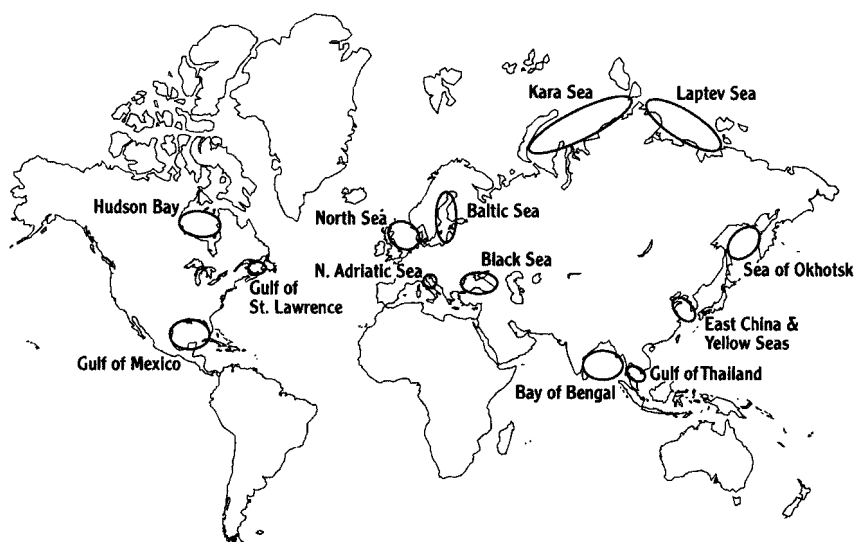 Kara Sea
Laptev Sea
Hudson Bay
North Sea
Baltic Sea
N. Adriatic Sea
Black Sea
Sea of Okhotsk
Gulf of
St. Lawrence
East China &
Yellow Seas
Gulf of Mexico
Bay of Bengal
Gulf of Thailand